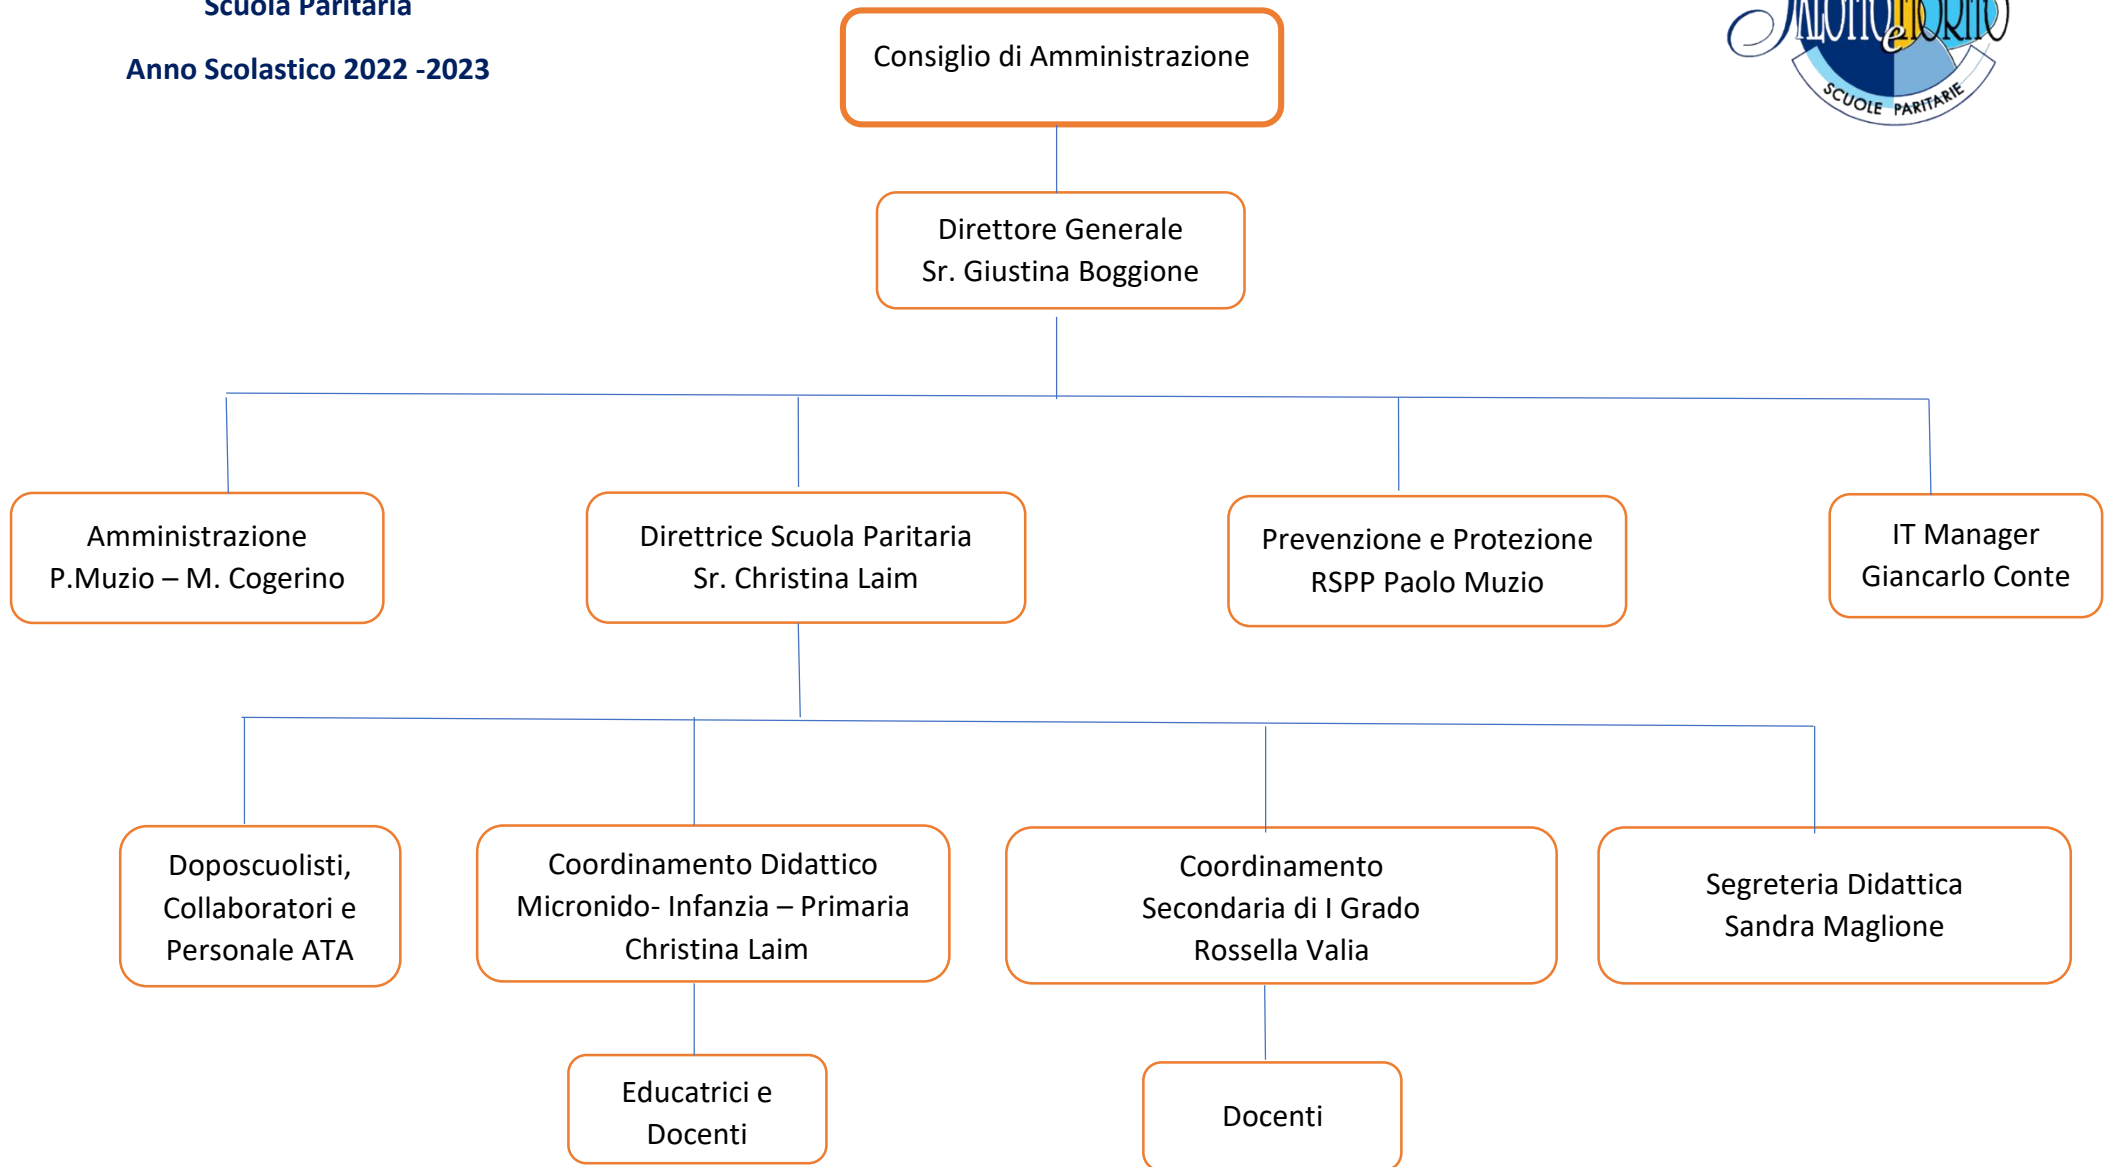 Scuola Paritaria
Anno Scolastico 2022 -2023
SALOTTO e FIORITO
SCUOLE PARITARIE
Consiglio di Amministrazione
Direttore Generale
Sr. Giustina Boggione
Amministrazione
P.Muzio – M. Cogerino
Direttrice Scuola Paritaria
Sr. Christina Laim
Prevenzione e Protezione
RSPP Paolo Muzio
IT Manager
Giancarlo Conte
Doposcuolisti,
Collaboratori e
Personale ATA
Coordinamento Didattico
Micronido- Infanzia – Primaria
Christina Laim
Coordinamento
Secondaria di I Grado
Rossella Valia
Segreteria Didattica
Sandra Maglione
Educatrici e
Docenti
Docenti